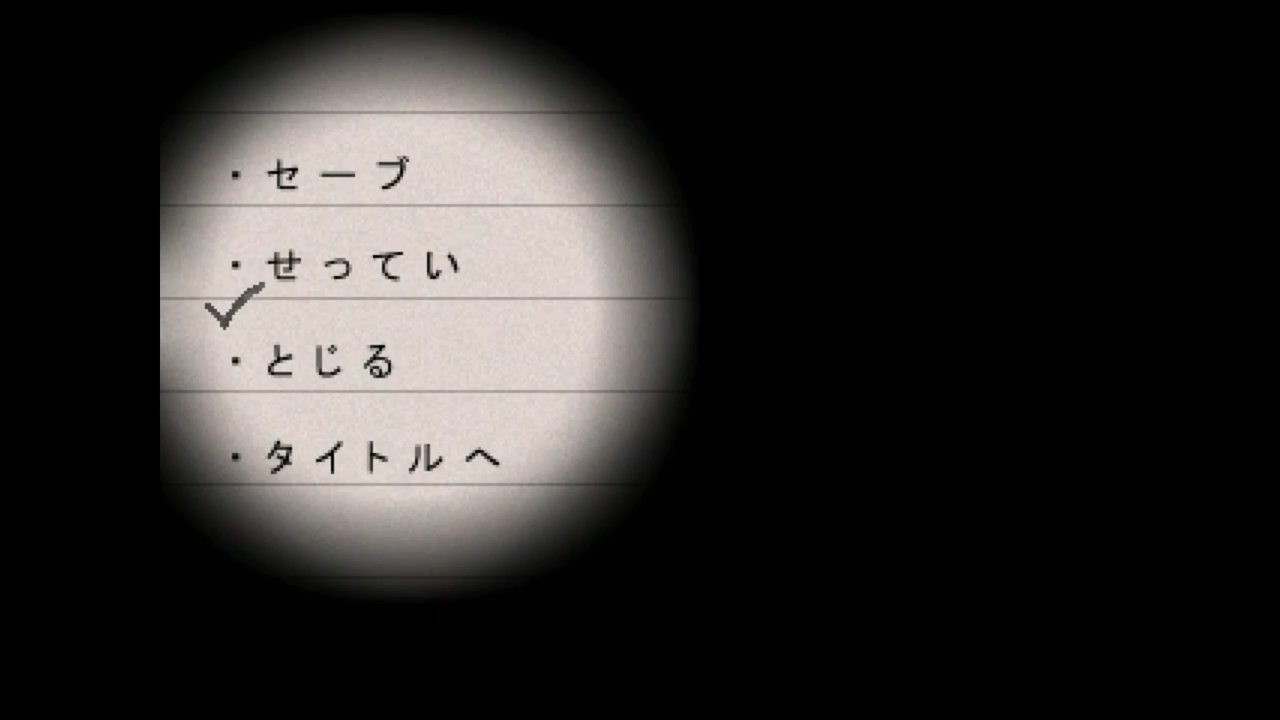 ・セーブ
・せってい
・とじる
・タイトルへ